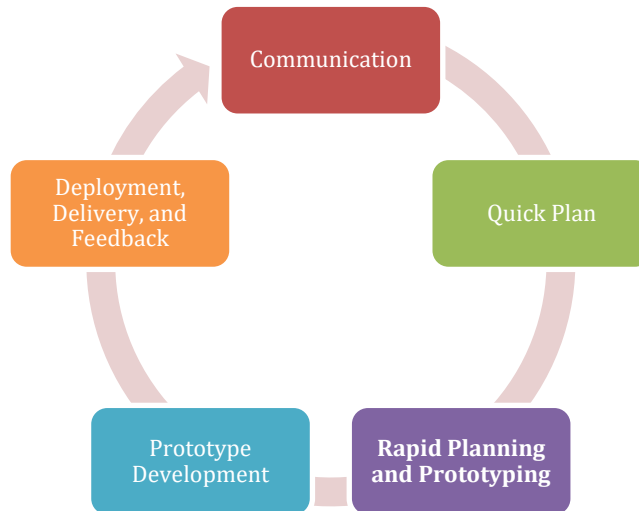 Communication
Quick Plan
Rapid Planning
and Prototyping
Prototype
Development
Deployment,
Delivery, and
Feedback